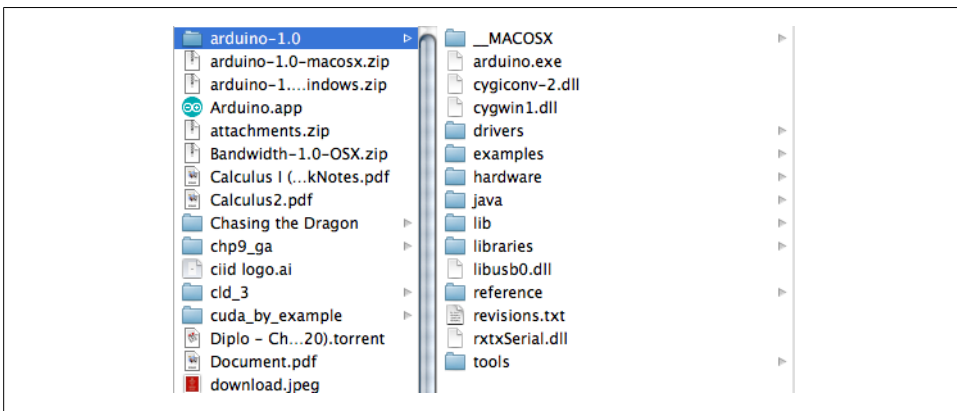 arduino-1.0
arduino-1.0-macosx.zip
arduino-1....indows.zip
Arduino.app
attachments.zip
Bandwidth-1.0-OSX.zip
Calculus I (...kNotes.pdf
Calculus2.pdf
Chasing the Dragon
chp9_ga
ciid logo.ai
cld_3
cuda_by_example
Diplo - Ch...20).torrent
Document.pdf
download.jpeg
__MACOSX
arduino.exe
cygiconv-2.dll
cygwin1.dll
drivers
examples
hardware
java
lib
libraries
libusb0.dll
reference
revisions.txt
rxtxSerial.dll
tools